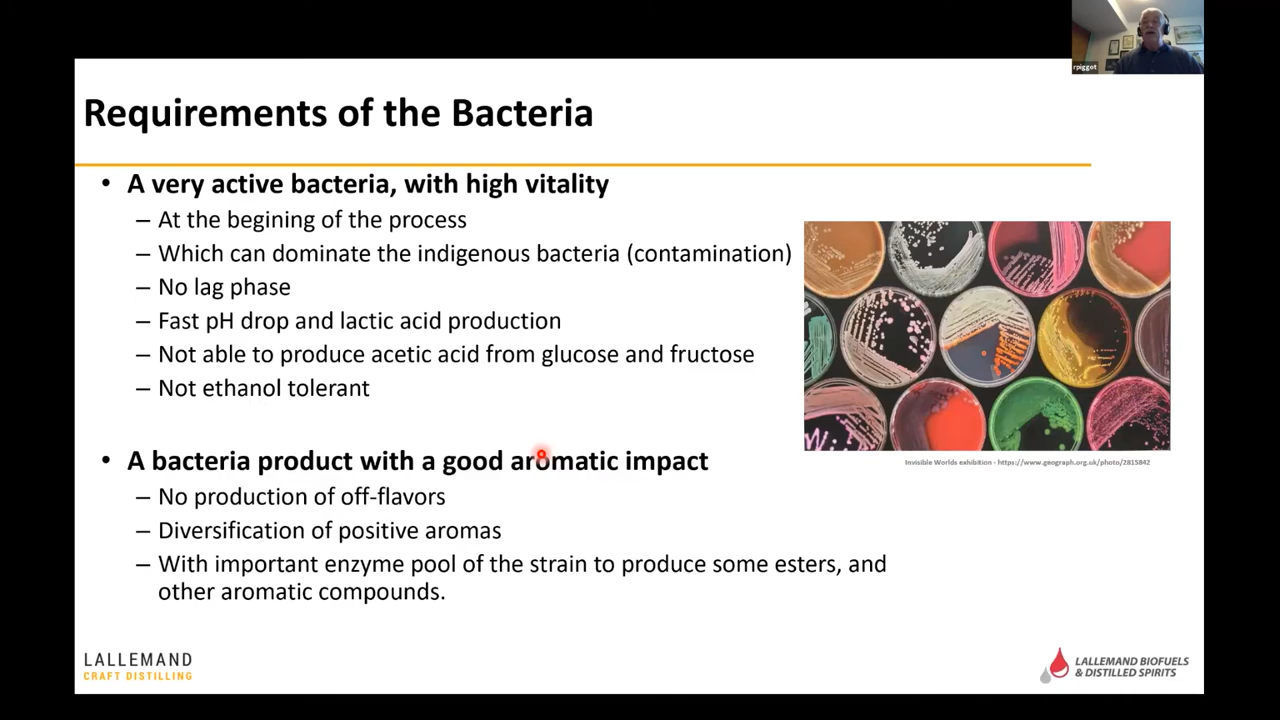 rpiggot
Requirements of the Bacteria
• A very active bacteria, with high vitality
– At the begining of the process
– Which can dominate the indigenous bacteria (contamination)
– No lag phase
– Fast pH drop and lactic acid production
– Not able to produce acetic acid from glucose and fructose
– Not ethanol tolerant
• A bacteria product with a good aromatic impact
– No production of off-flavors
– Diversification of positive aromas
– With important enzyme pool of the strain to produce some esters, and
other aromatic compounds.
Invisible Worlds exhibition - https://www.geograph.org.uk/photo/2815842
LALLEMAND
CRAFT DISTILLING
LALLEMAND BIOFUELS
& DISTILLED SPIRITS